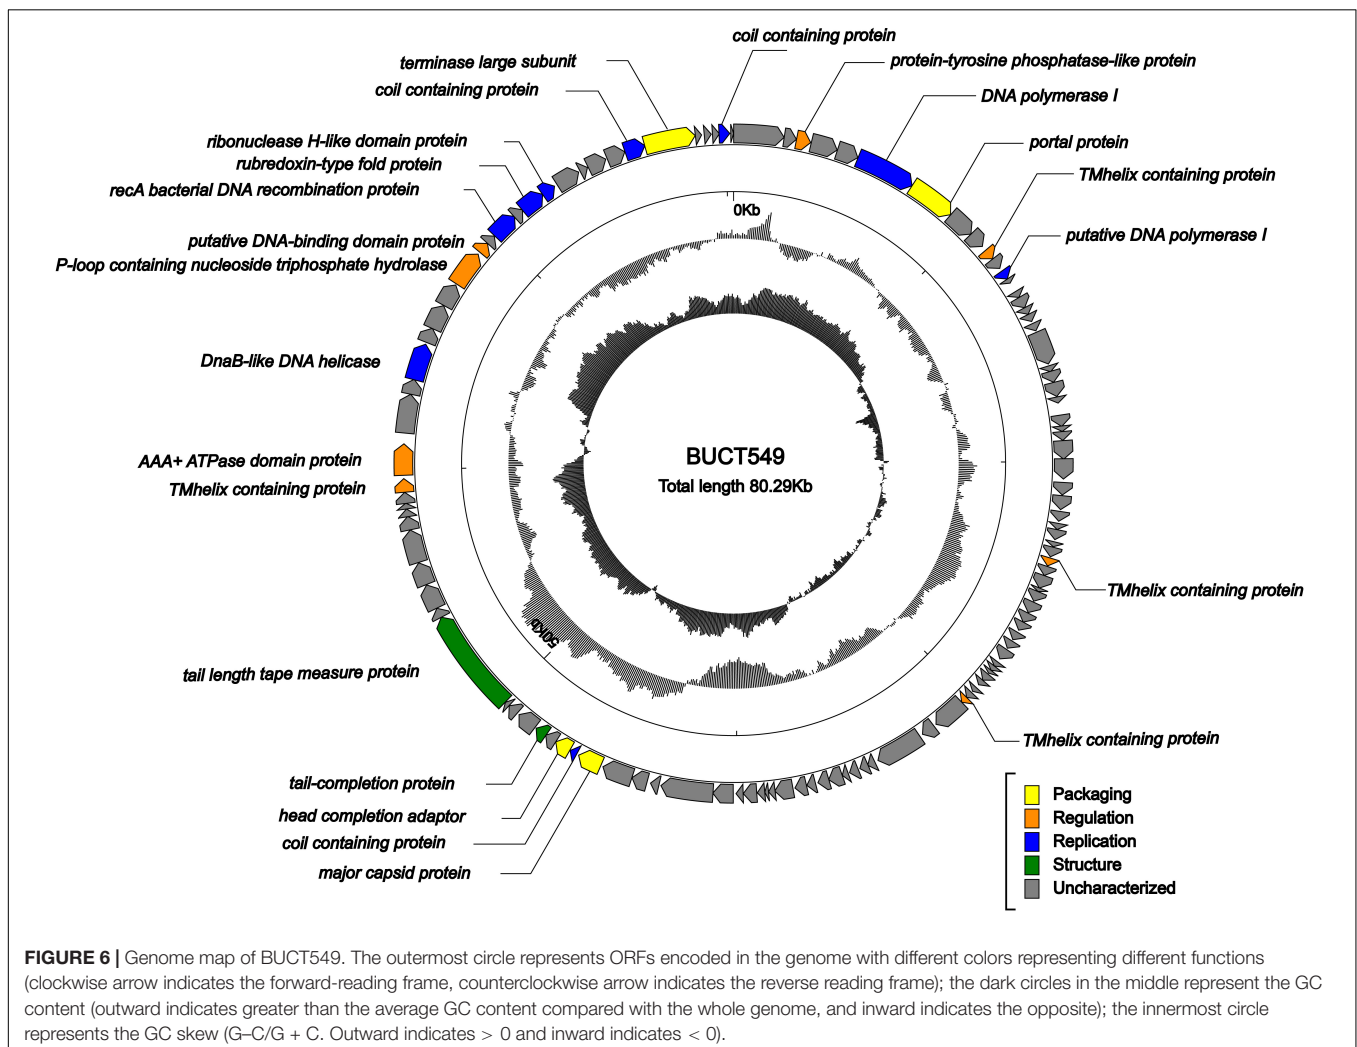 coil containing protein
terminase large subunit
protein-tyrosine phosphatase-like protein
coil containing protein
DNA polymerase I
ribonuclease H-like domain protein
portal protein
rubredoxin-type fold protein
TMhelix containing protein
recA bacterial DNA recombination protein
0Kb
putative DNA-binding domain protein
putative DNA polymerase I
P-loop containing nucleoside triphosphate hydrolase
DnaB-like DNA helicase
BUCT549
AAA+ ATPase domain protein
Total length 80.29Kb
TMhelix containing protein
TMhelix containing protein
50Kb
tail length tape measure protein
TMhelix containing protein
tail-completion protein
head completion adaptor
coil containing protein
major capsid protein
Packaging
Regulation
Replication
Structure
Uncharacterized
FIGURE 6 | Genome map of BUCT549. The outermost circle represents ORFs encoded in the genome with different colors representing different functions
(clockwise arrow indicates the forward-reading frame, counterclockwise arrow indicates the reverse reading frame); the dark circles in the middle represent the GC
content (outward indicates greater than the average GC content compared with the whole genome, and inward indicates the opposite); the innermost circle
represents the GC skew (G–C/G + C. Outward indicates > 0 and inward indicates < 0).